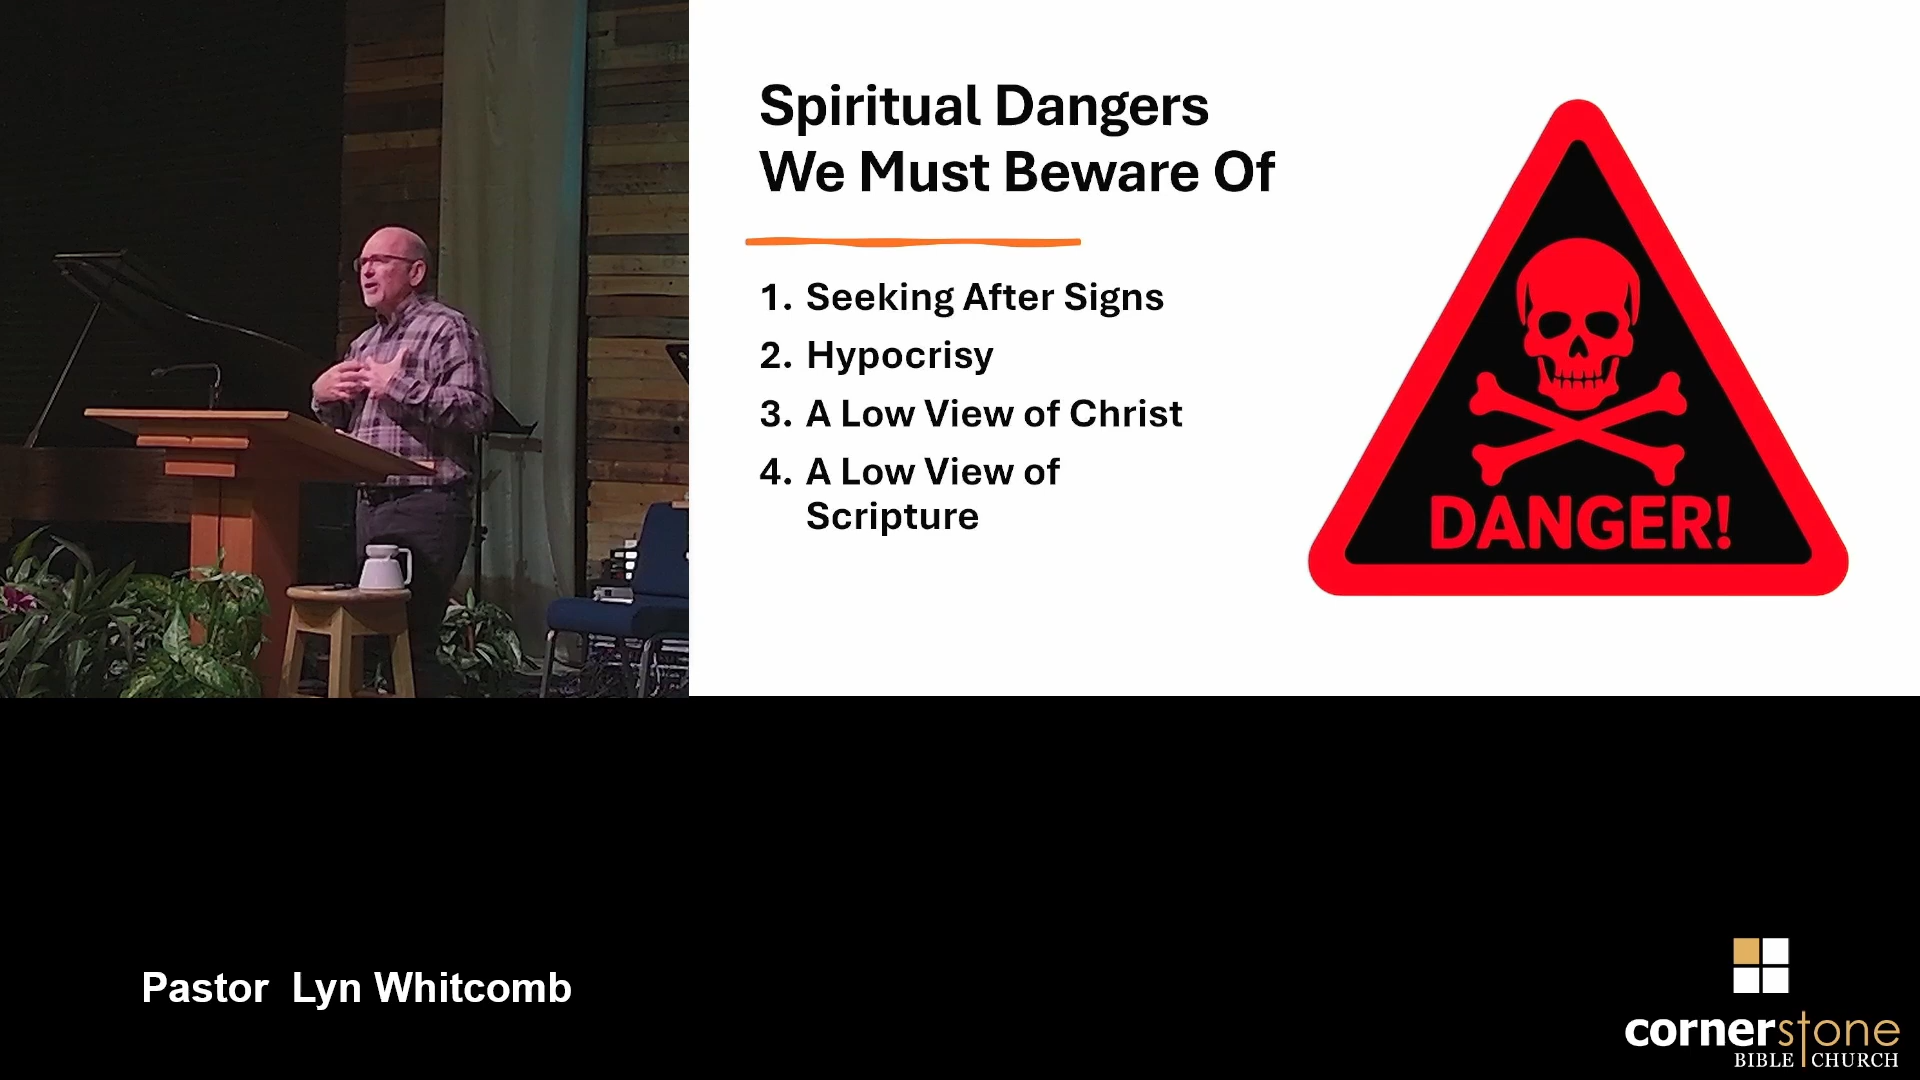 Spiritual Dangers
We Must Beware Of
1. Seeking After Signs
2. Hypocrisy
3. A Low View of Christ
4. A Low View of
Scripture
DANGER!
Pastor Lyn Whitcomb
cornerstone
BIBLE CHURCH